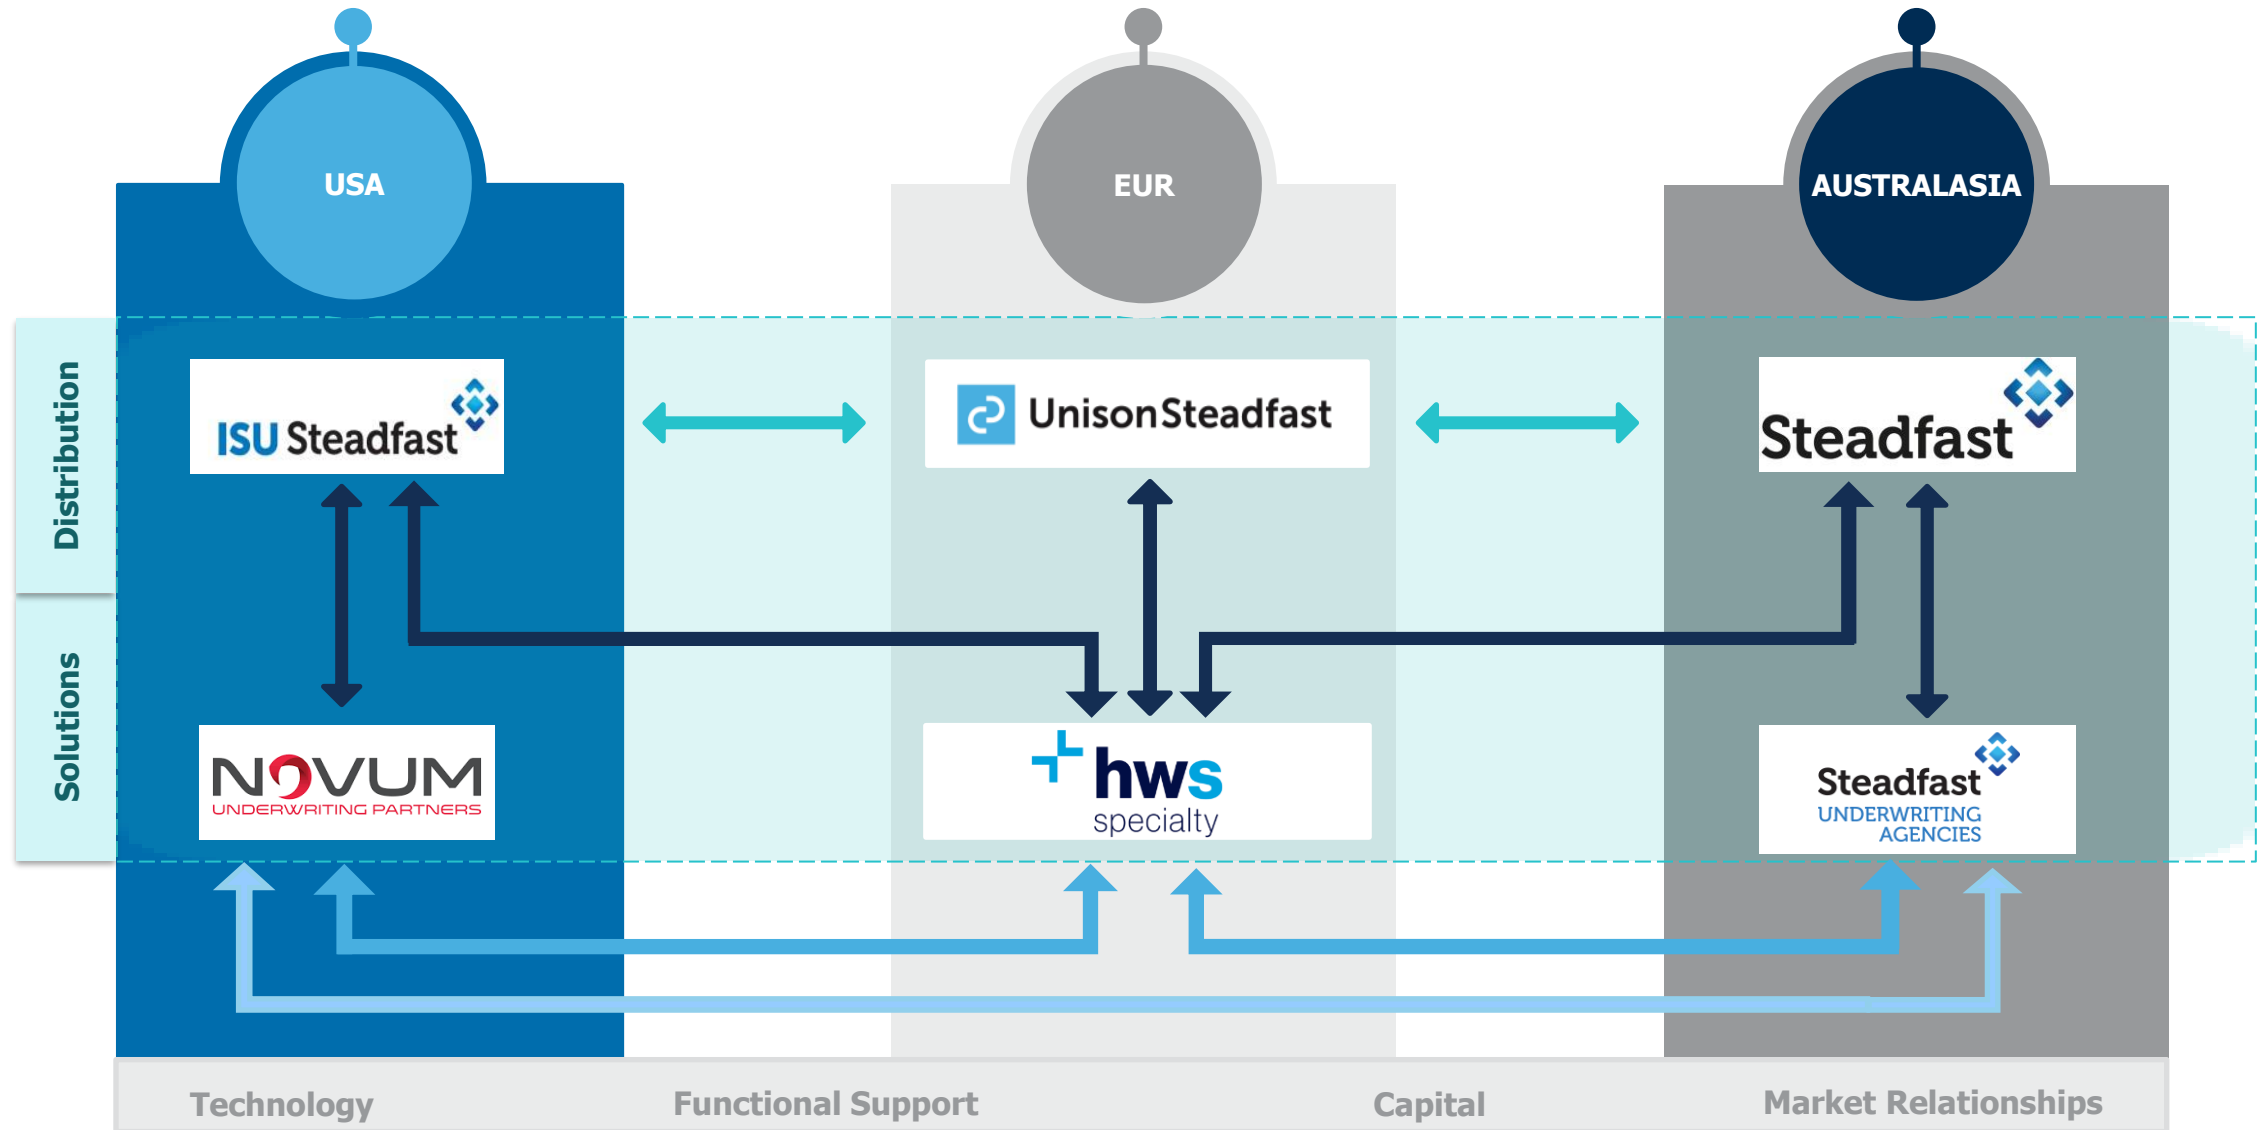 USA
EUR
AUSTRALASIA
Distribution
ISU Steadfast
UnisonSteadfast
Steadfast
Solutions
NOVUM
UNDERWRITING PARTNERS
hws
specialty
Steadfast
UNDERWRITING
AGENCIES
Technology
Functional Support
Capital
Market Relationships